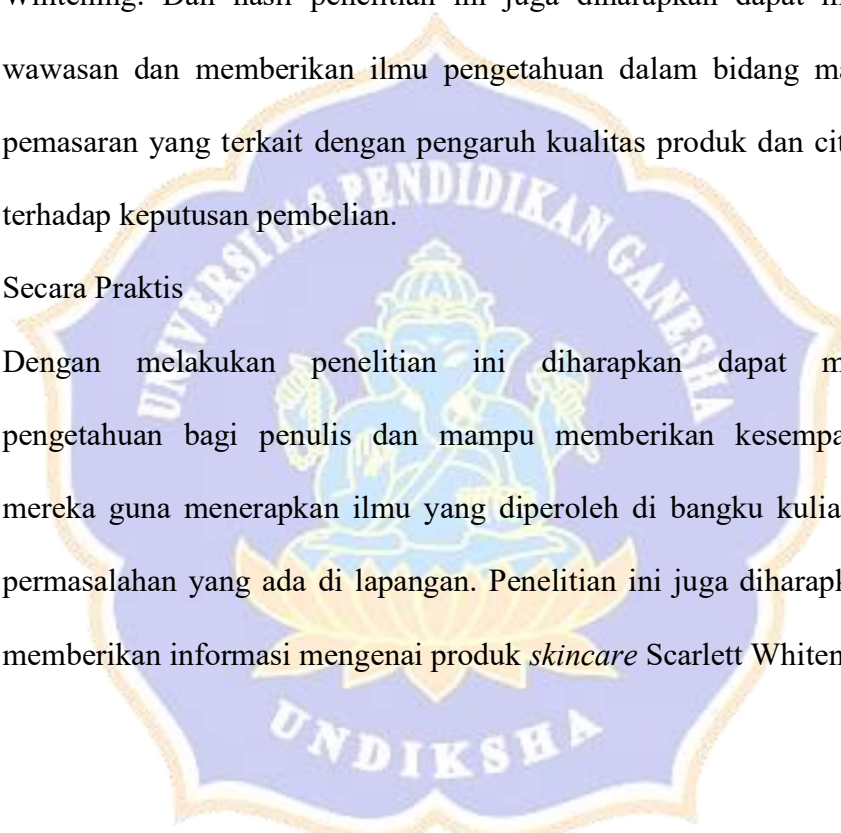 Whitening. Dan hasil penelitian ini juga diharapkan dapat
wawasan dan memberikan ilmu pengetahuan dalam bidang
pemasaran yang terkait dengan pengaruh kualitas produk dan
terhadap keputusan pembelian.
Secara Praktis
Dengan melakukan penelitian ini diharapkan dapat
pengetahuan bagi penulis dan mampu memberikan
mereka guna menerapkan ilmu yang diperoleh di bangku
permasalahan yang ada di lapangan. Penelitian ini juga
memberikan informasi mengenai produk skincare Scarlett
UNIVERSITAS PENDIDIKAN GANESHA
UNDIKSHA